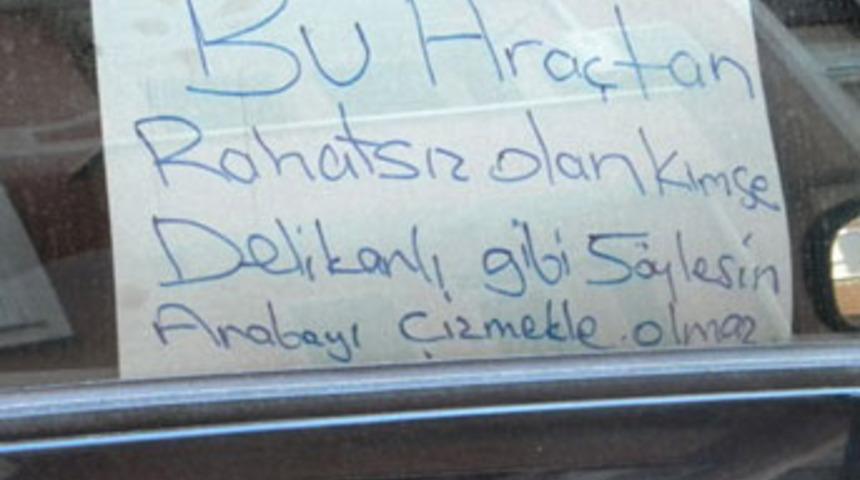 Bu Araçtan
Rahatsız olan kimse
Delikanlı gibi Söylesin
Arabayı Çizmekle olmaz